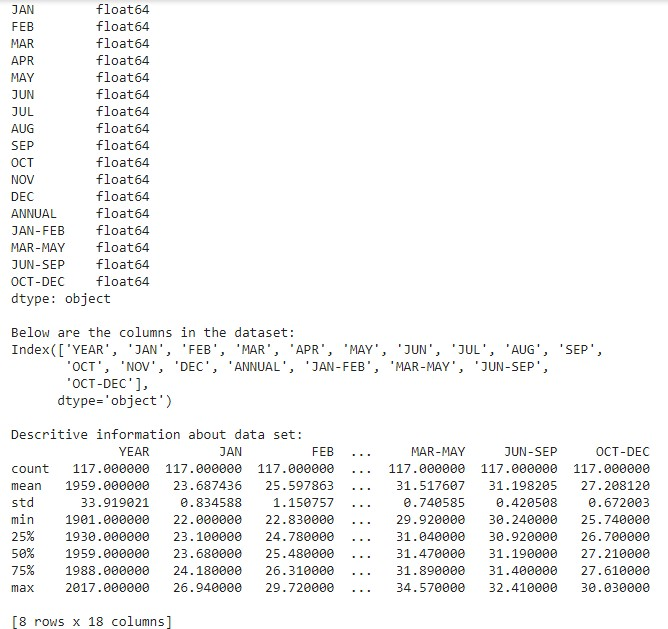 JAN        float64
FEB        float64
MAR        float64
APR        float64
MAY        float64
JUN        float64
JUL        float64
AUG        float64
SEP        float64
OCT        float64
NOV        float64
DEC        float64
ANNUAL     float64
JAN-FEB    float64
MAR-MAY    float64
JUN-SEP    float64
OCT-DEC    float64
dtype: object
Below are the columns in the dataset:
Index(['YEAR', 'JAN', 'FEB', 'MAR', 'APR', 'MAY', 'JUN', 'JUL', 'AUG', 'SEP',
'OCT', 'NOV', 'DEC', 'ANNUAL', 'JAN-FEB', 'MAR-MAY', 'JUN-SEP',
'OCT-DEC'],
dtype='object')
Descritive information about data set:
YEAR JAN FEB ... MAR-MAY JUN-SEP OCT-DEC
count 117.000000 117.000000 117.000000 ... 117.000000 117.000000 117.000000
mean 1959.000000 23.687436 25.597863 ... 31.517607 31.198205 27.208120
std 33.919021 0.834588 1.150757 ... 0.740585 0.420508 0.672003
min 1901.000000 22.000000 22.830000 ... 29.920000 30.240000 25.740000
25% 1930.000000 23.100000 24.780000 ... 31.040000 30.920000 26.700000
50% 1959.000000 23.680000 25.480000 ... 31.470000 31.190000 27.210000
75% 1988.000000 24.180000 26.310000 ... 31.890000 31.400000 27.610000
max 2017.000000 26.940000 29.720000 ... 34.570000 32.410000 30.030000
[8 rows x 18 columns]